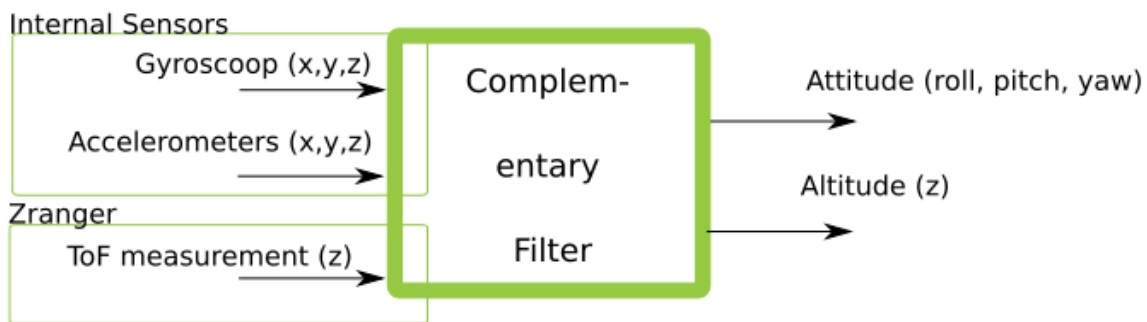 Internal Sensors
Gyroscoop (x,y,z)
Accelerometers (x,y,z)
Zranger
ToF measurement (z)
Complem-
entary
Filter
Attitude (roll, pitch, yaw)
Altitude (z)